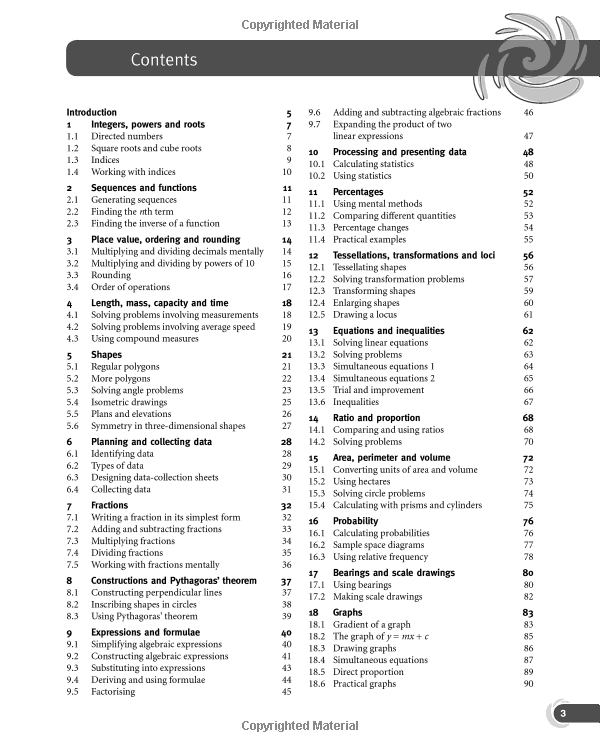 Copyrighted Material
Contents
Introduction 5
1 Integers, powers and roots 7
1.1 Directed numbers 7
1.2 Square roots and cube roots 8
1.3 Indices 9
1.4 Working with indices 10
2 Sequences and functions 11
2.1 Generating sequences 11
2.2 Finding the nth term 12
2.3 Finding the inverse of a function 13
3 Place value, ordering and rounding 14
3.1 Multiplying and dividing decimals mentally 14
3.2 Multiplying and dividing by powers of 10 15
3.3 Rounding 16
3.4 Order of operations 17
4 Length, mass, capacity and time 18
4.1 Solving problems involving measurements 18
4.2 Solving problems involving average speed 19
4.3 Using compound measures 20
5 Shapes 21
5.1 Regular polygons 21
5.2 More polygons 22
5.3 Solving angle problems 23
5.4 Isometric drawings 25
5.5 Plans and elevations 26
5.6 Symmetry in three-dimensional shapes 27
6 Planning and collecting data 28
6.1 Identifying data 28
6.2 Types of data 29
6.3 Designing data-collection sheets 30
6.4 Collecting data 31
7 Fractions 32
7.1 Writing a fraction in its simplest form 32
7.2 Adding and subtracting fractions 33
7.3 Multiplying fractions 34
7.4 Dividing fractions 35
7.5 Working with fractions mentally 36
8 Constructions and Pythagoras' theorem 37
8.1 Constructing perpendicular lines 37
8.2 Inscribing shapes in circles 38
8.3 Using Pythagoras' theorem 39
9 Expressions and formulae 40
9.1 Simplifying algebraic expressions 40
9.2 Constructing algebraic expressions 41
9.3 Substituting into expressions 43
9.4 Deriving and using formulae 44
9.5 Factorising 45
9.6 Adding and subtracting algebraic fractions 46
9.7 Expanding the product of two
linear expressions 47
10 Processing and presenting data 48
10.1 Calculating statistics 48
10.2 Using statistics 50
11 Percentages 52
11.1 Using mental methods 52
11.2 Comparing different quantities 53
11.3 Percentage changes 54
11.4 Practical examples 55
12 Tessellations, transformations and loci 56
12.1 Tessellating shapes 56
12.2 Solving transformation problems 57
12.3 Transforming shapes 59
12.4 Enlarging shapes 60
12.5 Drawing a locus 61
13 Equations and inequalities 62
13.1 Solving linear equations 62
13.2 Solving problems 63
13.3 Simultaneous equations 1 64
13.4 Simultaneous equations 2 65
13.5 Trial and improvement 66
13.6 Inequalities 67
14 Ratio and proportion 68
14.1 Comparing and using ratios 68
14.2 Solving problems 70
15 Area, perimeter and volume 72
15.1 Converting units of area and volume 72
15.2 Using hectares 73
15.3 Solving circle problems 74
15.4 Calculating with prisms and cylinders 75
16 Probability 76
16.1 Calculating probabilities 76
16.2 Sample space diagrams 77
16.3 Using relative frequency 78
17 Bearings and scale drawings 80
17.1 Using bearings 80
17.2 Making scale drawings 82
18 Graphs 83
18.1 Gradient of a graph 83
18.2 The graph of y = mx + c 85
18.3 Drawing graphs 86
18.4 Simultaneous equations 87
18.5 Direct proportion 89
18.6 Practical graphs 90
3
Copyrighted Material